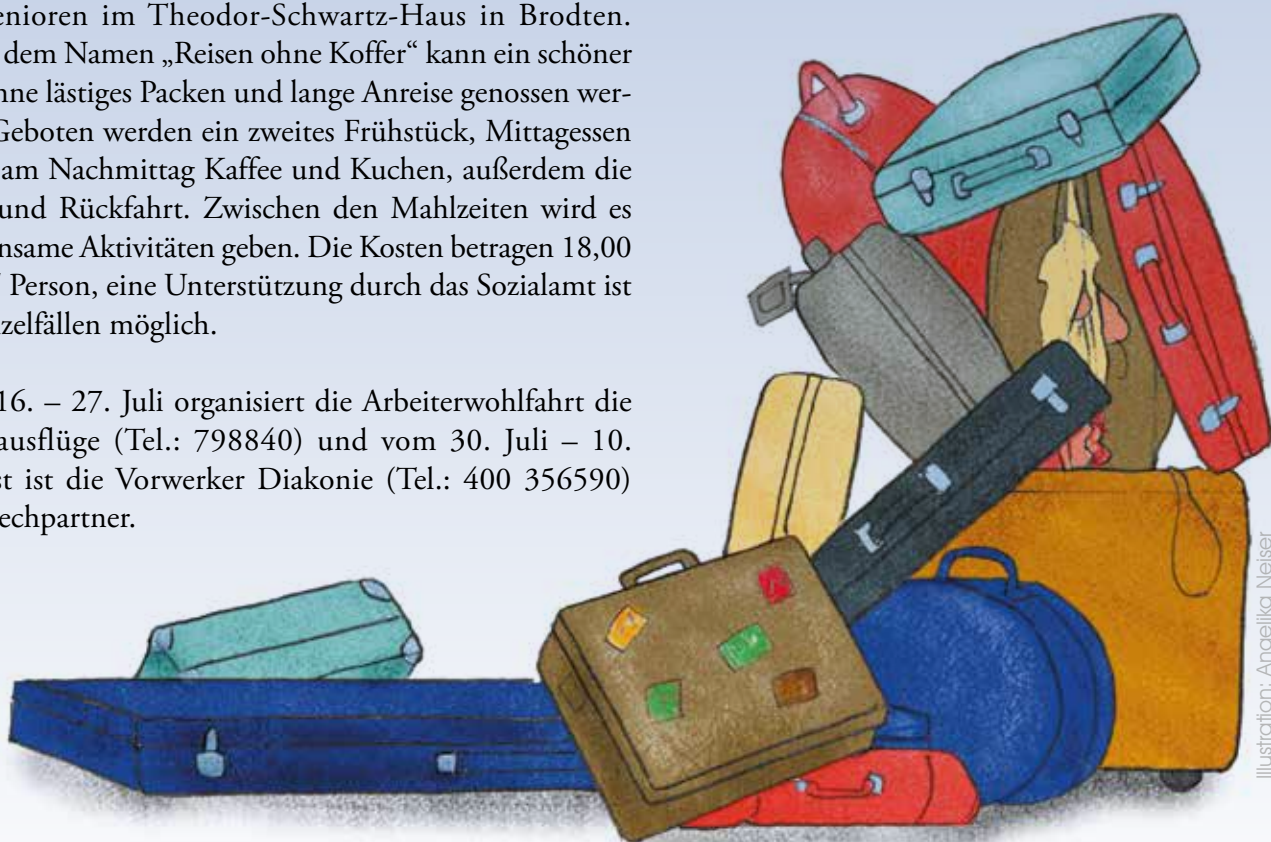 enioren im Theodor-Schwartz-Haus in Brodten.
dem Namen „Reisen ohne Koffer“ kann ein schöner
hne lästiges Packen und lange Anreise genossen wer-
Geboten werden ein zweites Frühstück, Mittagessen
am Nachmittag Kaffee und Kuchen, außerdem die
und Rückfahrt. Zwischen den Mahlzeiten wird es
nsame Aktivitäten geben. Die Kosten betragen 18,00
/ Person, eine Unterstützung durch das Sozialamt ist
zelfällen möglich.
16. – 27. Juli organisiert die Arbeiterwohlfahrt die
ausflüge (Tel.: 798840) und vom 30. Juli – 10.
st ist die Vorwerker Diakonie (Tel.: 400 356590)
echpartner.
Illustration: Angelika Neiser